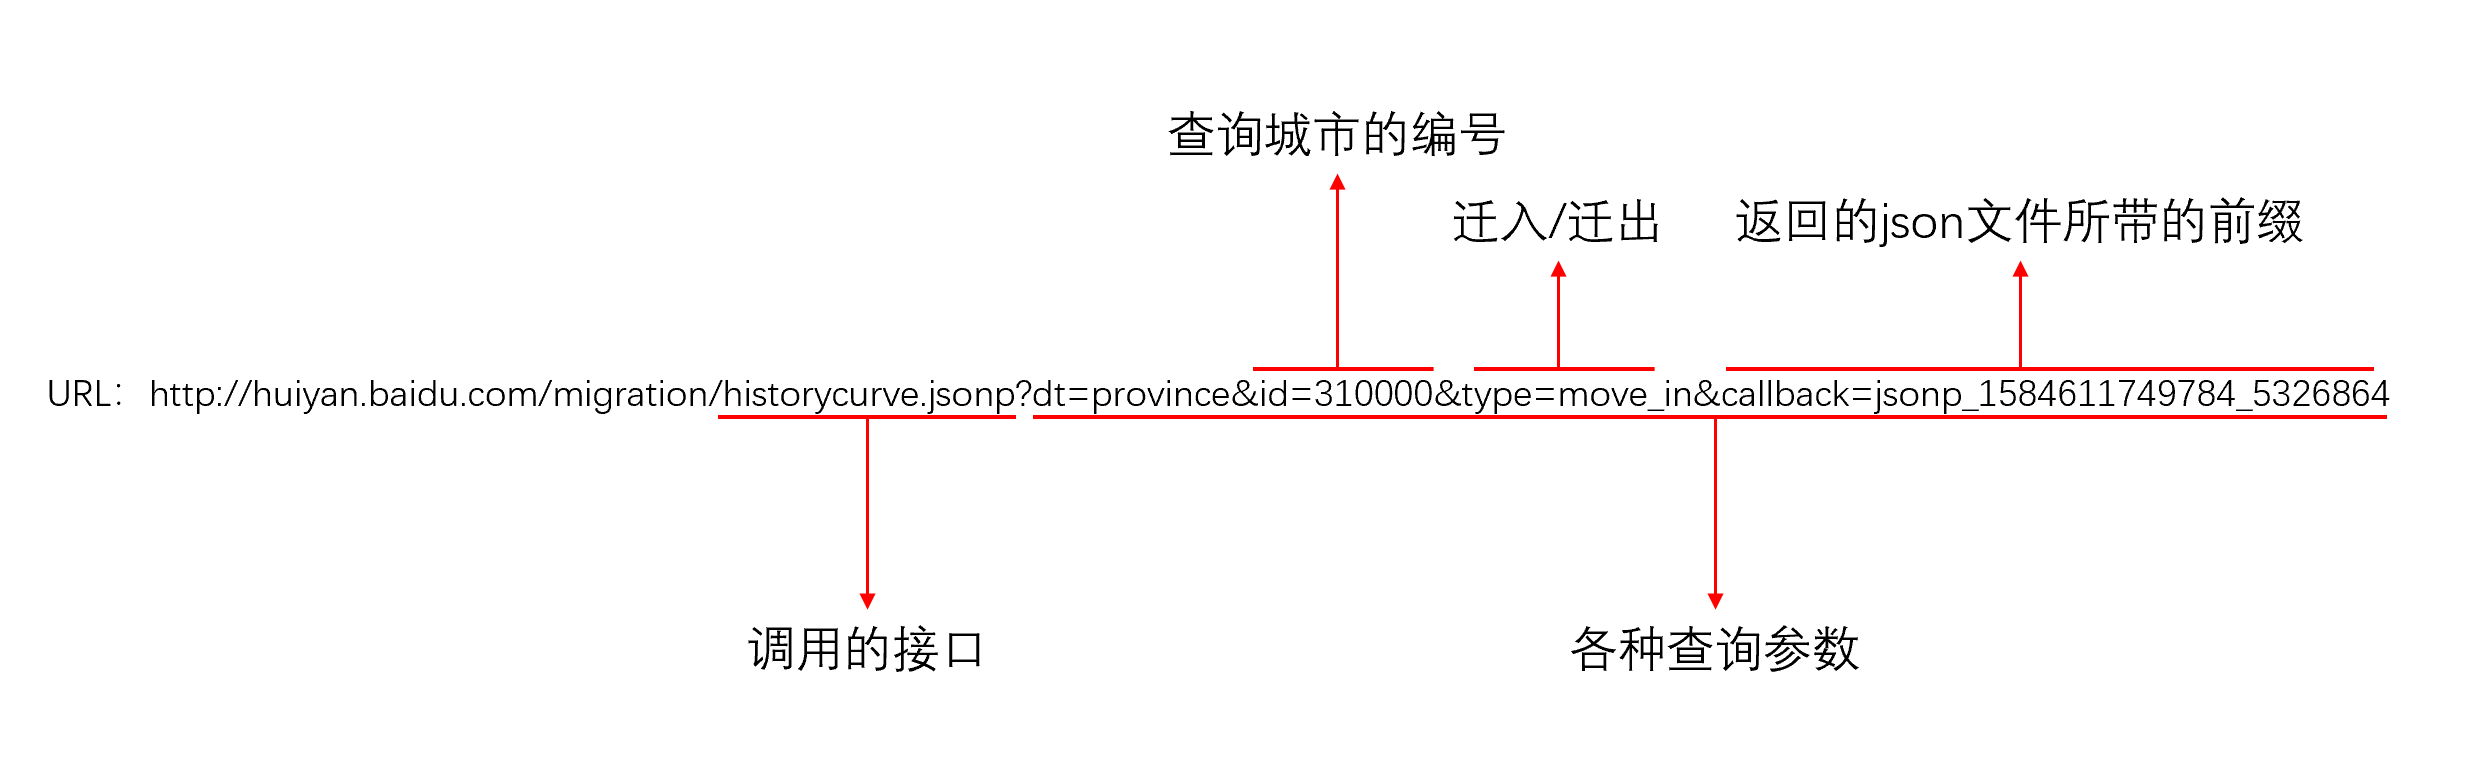 查询城市的编号
迁入/迁出
返回的json文件所带的前缀
URL：http://huiyan.baidu.com/migration/historycurve.jsonp?dt=province&id=310000&type=move_in&callback=jsonp_1584611749784_5326864
调用的接口
各种查询参数